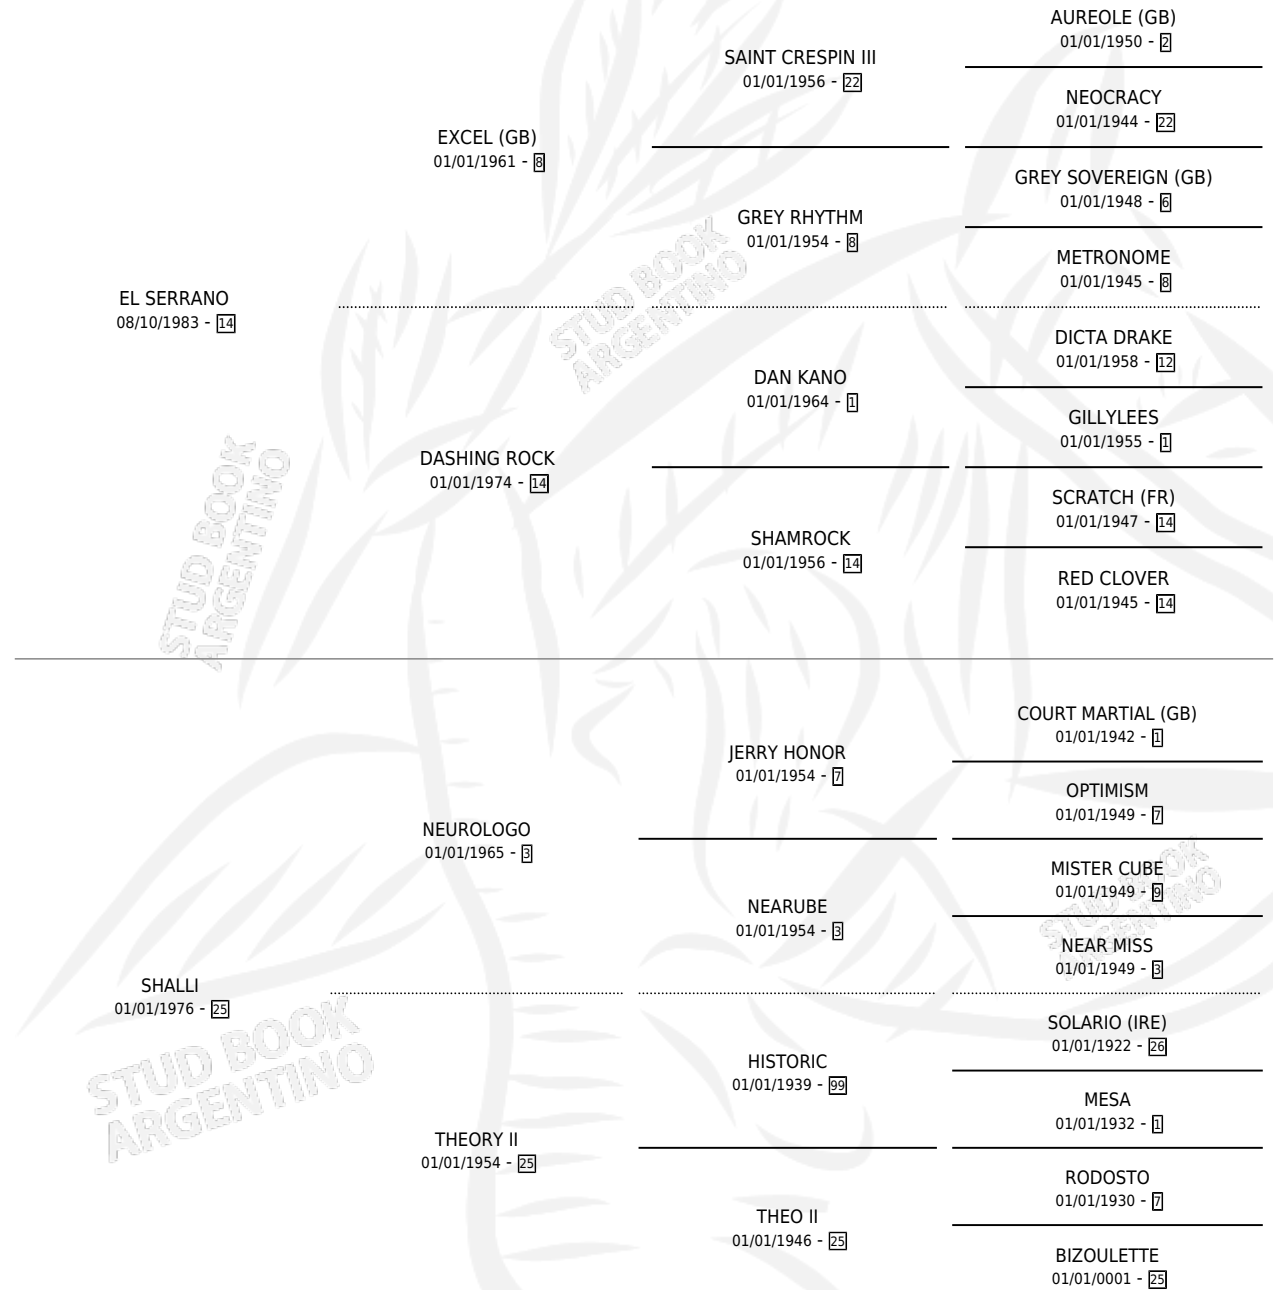 AUREOLE (GB)
01/01/1950 - 2
SAINT CRESPIN III
01/01/1956 - 22
NEOCRACY
01/01/1944 - 22
EXCEL (GB)
01/01/1961 - 8
GREY SOVEREIGN (GB)
01/01/1948 - 6
GREY RHYTHM
01/01/1954 - 8
METRONOME
01/01/1945 - 8
EL SERRANO
08/10/1983 - 14
DICTA DRAKE
01/01/1958 - 12
DAN KANO
01/01/1964 - 1
GILLYLEES
01/01/1955 - 1
DASHING ROCK
01/01/1974 - 14
SCRATCH (FR)
01/01/1947 - 14
SHAMROCK
01/01/1956 - 14
RED CLOVER
01/01/1945 - 14
STUD BOOK
ARGENTINO
STUD BOOK
ARGENTINO
COURT MARTIAL (GB)
01/01/1942 - 1
JERRY HONOR
01/01/1954 - 7
OPTIMISM
01/01/1949 - 7
NEUROLOGO
01/01/1965 - 3
MISTER CUBE
01/01/1949 - 9
NEARUBE
01/01/1954 - 3
NEAR MISS
01/01/1949 - 3
SHALLI
01/01/1976 - 25
SOLARIO (IRE)
01/01/1922 - 26
HISTORIC
01/01/1939 - 99
MESA
01/01/1932 - 1
THEORY II
01/01/1954 - 25
RODOSTO
01/01/1930 - 7
THEO II
01/01/1946 - 25
BIZOULETTE
01/01/0001 - 25
STUD BOOK
ARGENTINO
STUD BOOK
ARGENTINO